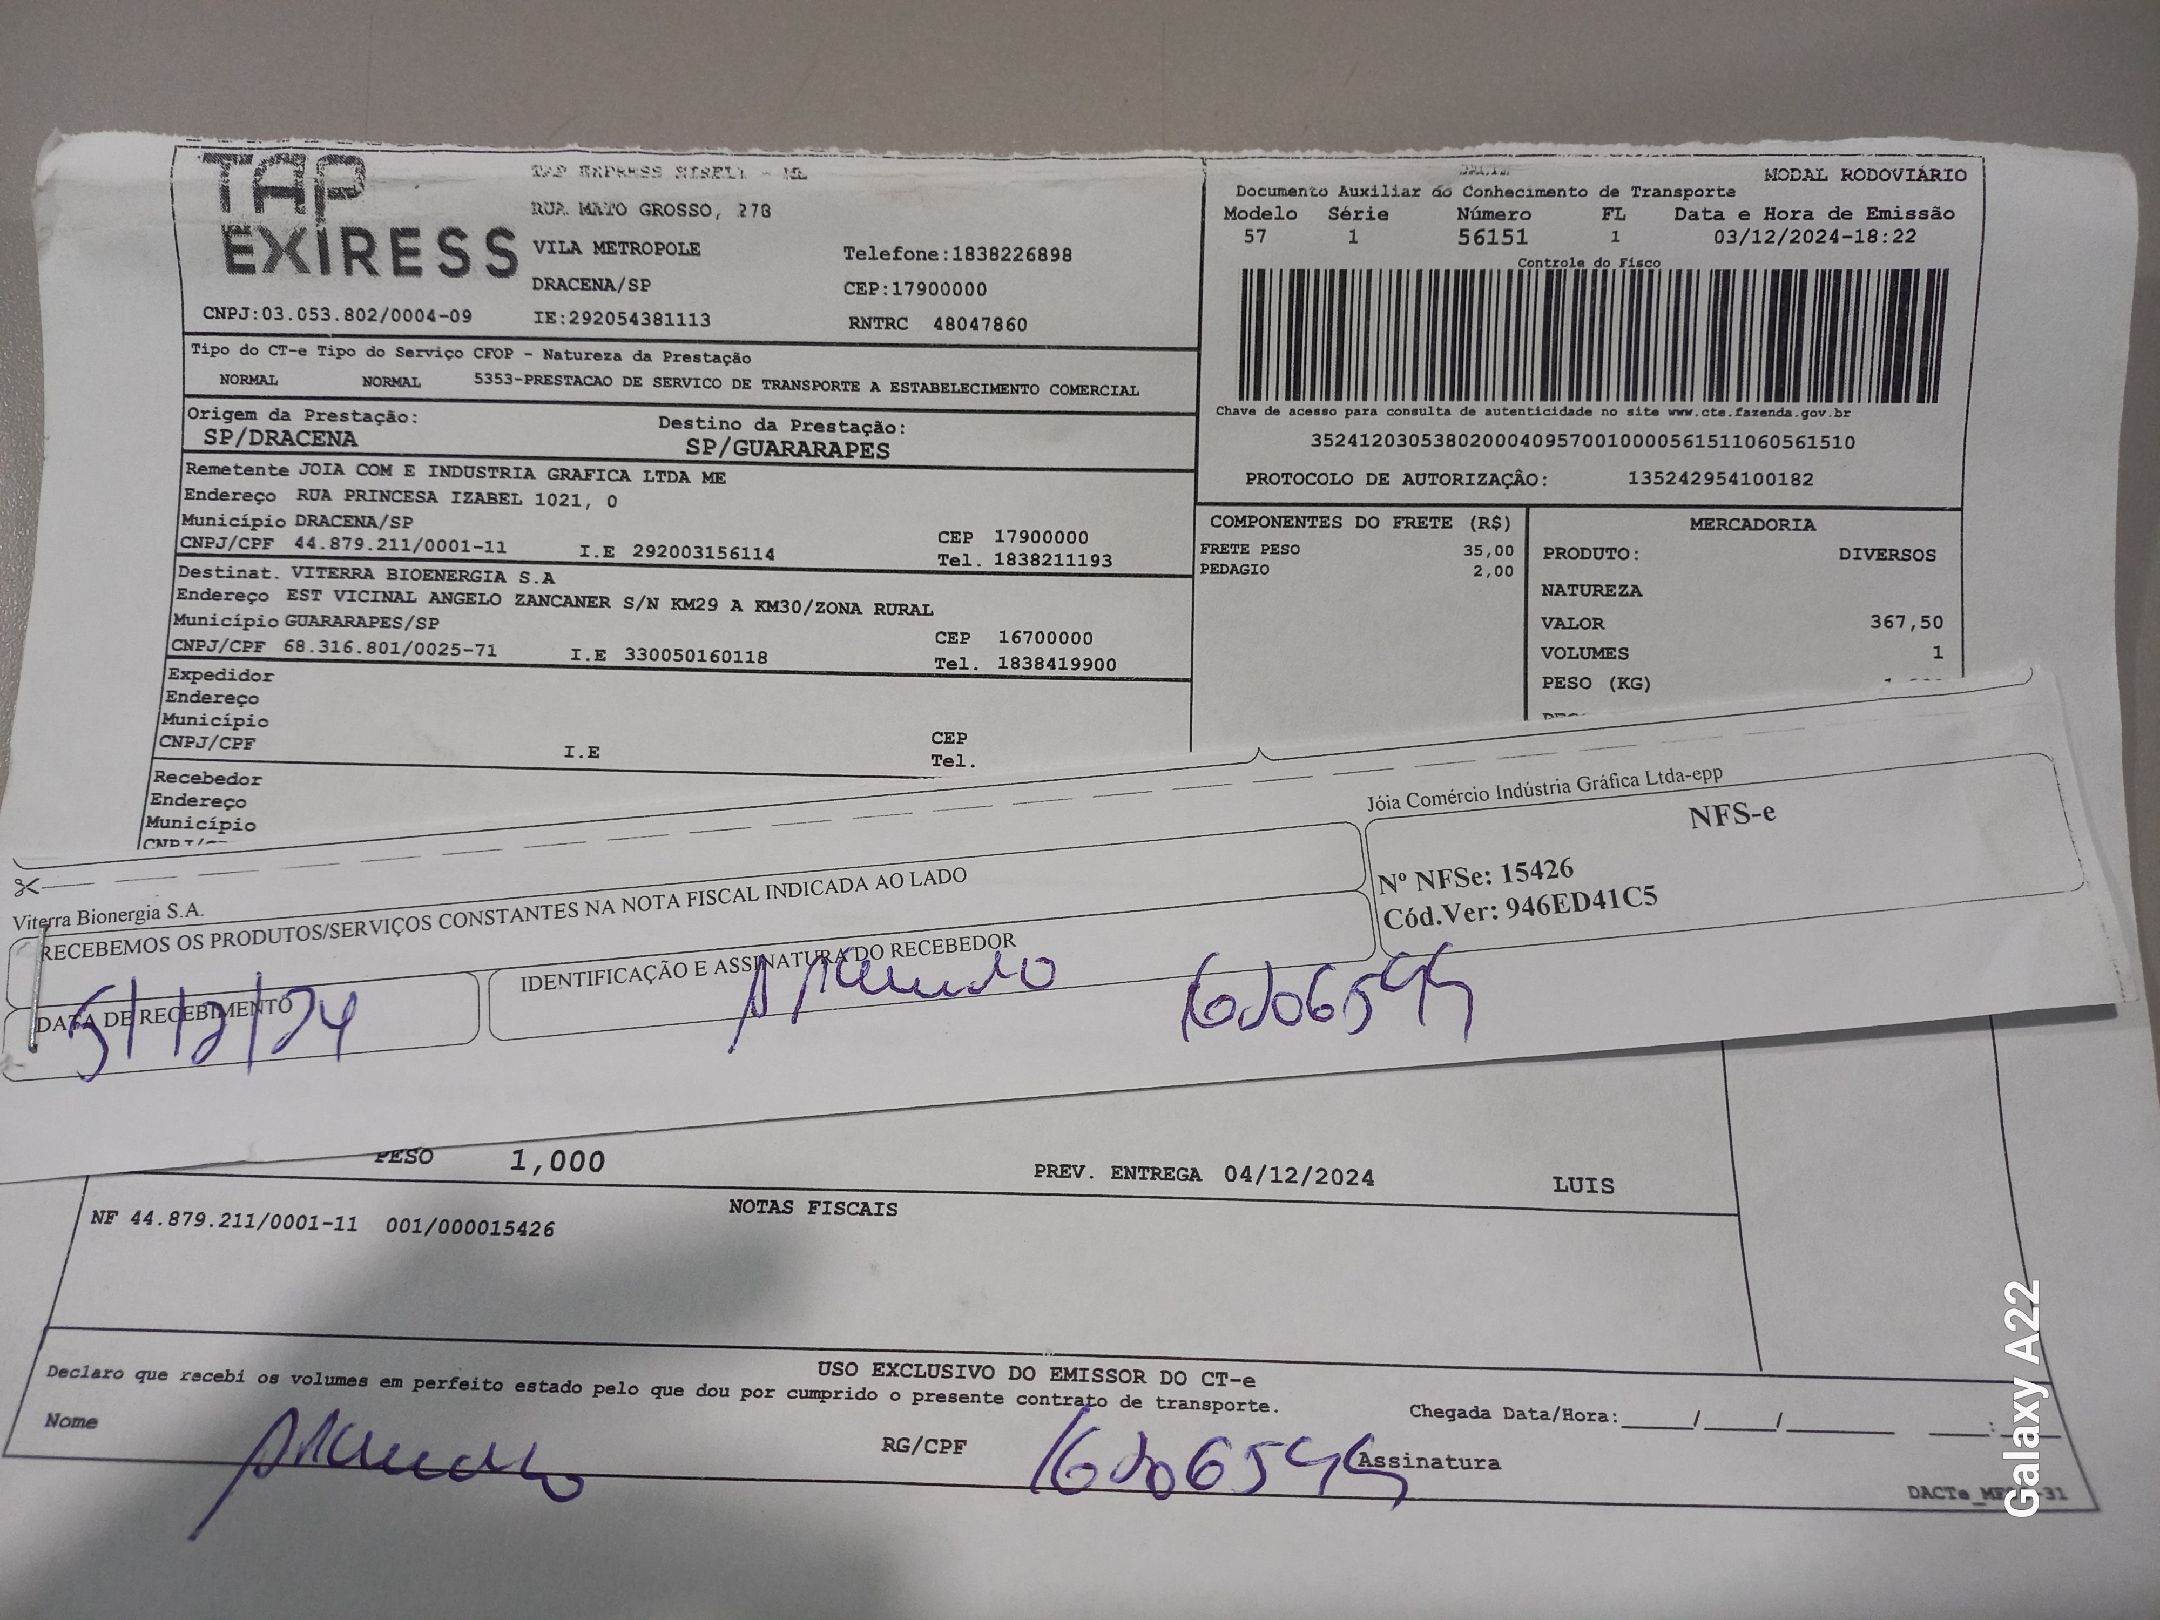 TAP
EXIRESS
TAP EXPRESS EIRELI - ME
RUA MATO GROSSO, 278
VILA METROPOLE Telefone:1838226898
DRACENA/SP CEP:17900000
CNPJ:03.053.802/0004-09 IE:292054381113 RNTRC 48047860
MODAL RODOVIÁRIO
Documento Auxiliar do Conhecimento de Transporte
Modelo Série Número FL Data e Hora de Emissão
57 1 56151 1 03/12/2024-18:22
Controle do Fisco
Chave de acesso para consulta de autenticidade no site www.cte.fazenda.gov.br
35241203053802000409570010000561511060561510
PROTOCOLO DE AUTORIZAÇÃO: 135242954100182
Tipo do CT-e Tipo do Serviço CFOP - Natureza da Prestação
NORMAL NORMAL 5353-PRESTACAO DE SERVICO DE TRANSPORTE A ESTABELECIMENTO COMERCIAL
Origem da Prestação: Destino da Prestação:
SP/DRACENA SP/GUARARAPES
Remetente JOIA COM E INDUSTRIA GRAFICA LTDA ME
Endereço RUA PRINCESA IZABEL 1021, 0
Município DRACENA/SP CEP 17900000
CNPJ/CPF 44.879.211/0001-11 I.E 292003156114 Tel. 1838211193
Destinat. VITERRA BIOENERGIA S.A
Endereço EST VICINAL ANGELO ZANCANER S/N KM29 A KM30/ZONA RURAL
Município GUARARAPES/SP CEP 16700000
CNPJ/CPF 68.316.801/0025-71 I.E 330050160118 Tel. 1838419900
Expedidor
Endereço
Município CEP
CNPJ/CPF I.E Tel.
Recebedor
Endereço
Município
COMPONENTES DO FRETE (R$)
FRETE PESO 35,00
PEDAGIO 2,00
MERCADORIA
PRODUTO: DIVERSOS
NATUREZA
VALOR 367,50
VOLUMES 1
PESO (KG)
Viterra Bionergia S.A.
RECEBEMOS OS PRODUTOS/SERVIÇOS CONSTANTES NA NOTA FISCAL INDICADA AO LADO
DATA DE RECEBIMENTO
5/12/24
IDENTIFICAÇÃO E ASSINATURA DO RECEBEDOR
Jóia Comércio Indústria Gráfica Ltda-epp
NFS-e
Nº NFSe: 15426
Cód.Ver: 946ED41C5
PESO 1,000 PREV. ENTREGA 04/12/2024 LUIS
NOTAS FISCAIS
NF 44.879.211/0001-11 001/000015426
USO EXCLUSIVO DO EMISSOR DO CT-e
Declaro que recebi os volumes em perfeito estado pelo que dou por cumprido o presente contrato de transporte.
Nome RG/CPF Assinatura
Chegada Data/Hora:____/____/______ ____:____
Galaxy A22